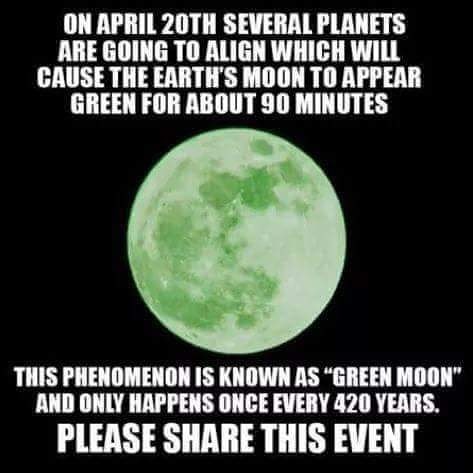 ON APRIL 20TH SEVERAL PLANETS
ARE GOING TO ALIGN WHICH WILL
CAUSE THE EARTH'S MOON TO APPEAR
GREEN FOR ABOUT 90 MINUTES
THIS PHENOMENON IS KNOWN AS “GREEN MOON”
AND ONLY HAPPENS ONCE EVERY 420 YEARS.
PLEASE SHARE THIS EVENT